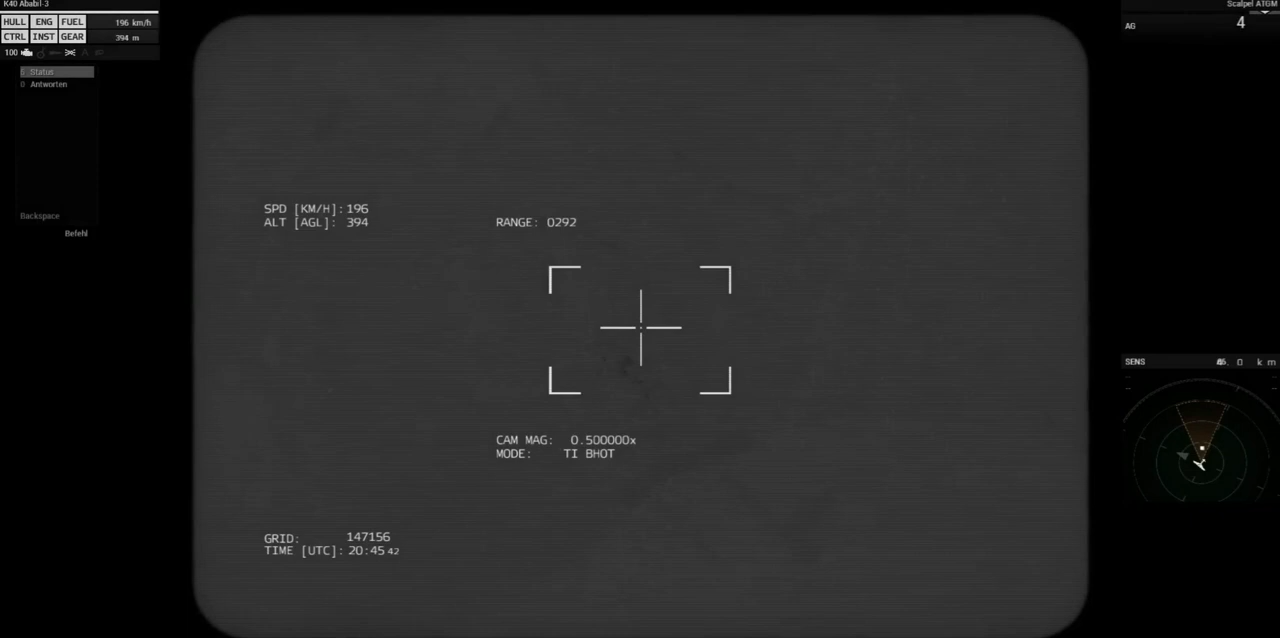 K40 Ababil-3
HULL ENG FUEL 196 km/h
CTRL INST GEAR 394 m
100
Scalpel ATGM
AG 4
5 Status
0 Antworten
Backspace
Befehl
SPD [KM/H]: 196
ALT [AGL]: 394
RANGE: 0292
CAM MAG: 0.500000x
MODE: TI BHOT
GRID: 147156
TIME [UTC]: 20:45 42
SENS 0 km